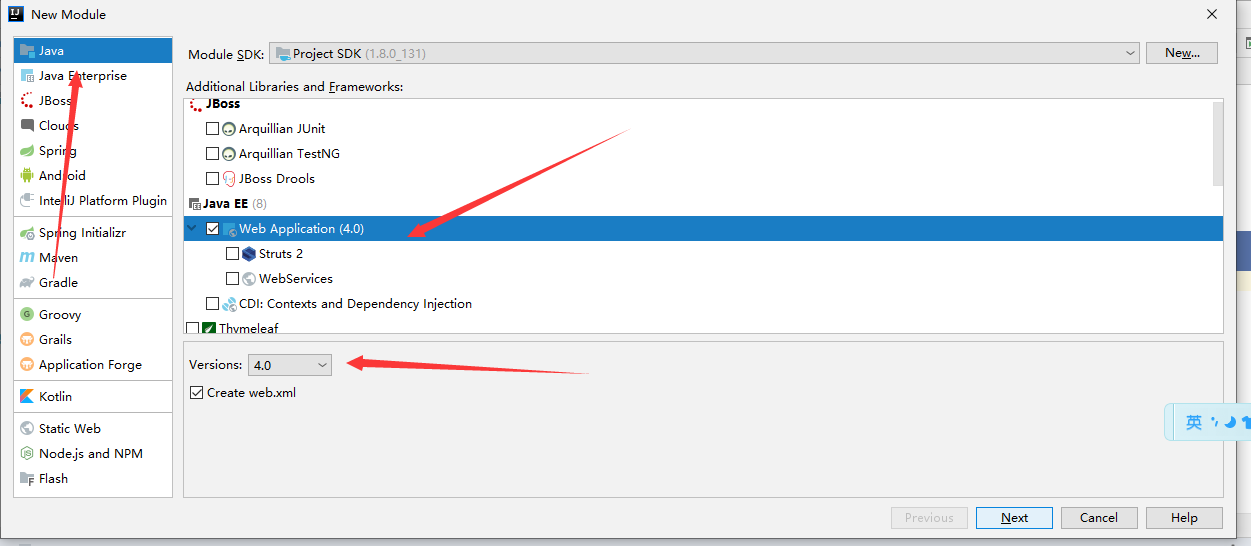 New Module
Java
Java Enterprise
JBoss
Clouds
Spring
Android
IntelliJ Platform Plugin
Spring Initializr
Maven
Gradle
Groovy
Grails
Application Forge
Kotlin
Static Web
Node.js and NPM
Flash
Module SDK: Project SDK (1.8.0_131) New...
Additional Libraries and Frameworks:
JBoss
Arquillian JUnit
Arquillian TestNG
JBoss Drools
Java EE (8)
Web Application (4.0)
Struts 2
WebServices
CDI: Contexts and Dependency Injection
Thymeleaf
Versions: 4.0
Create web.xml
英
Previous Next Cancel Help